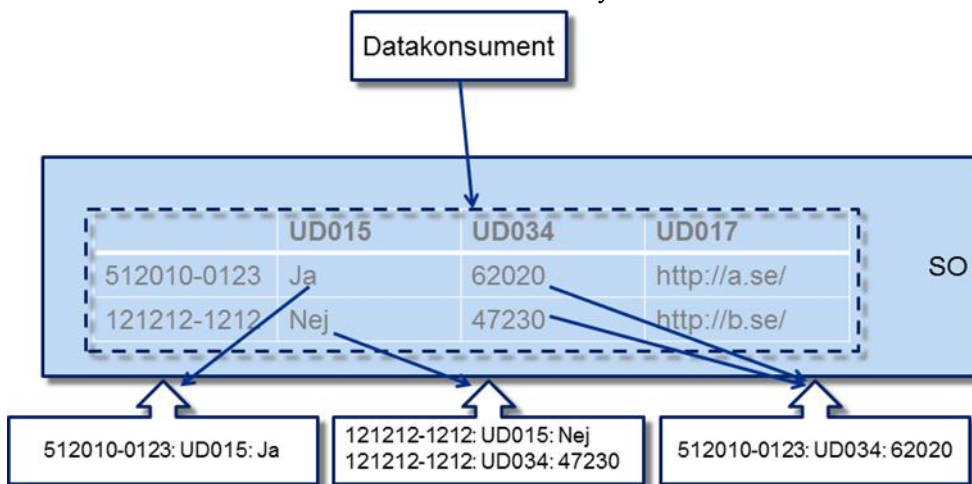 Datakonsument
UD015 UD034 UD017
512010-0123 Ja 62020 http://a.se/
SO
121212-1212 Nej 47230 http://b.se/
512010-0123: UD015: Ja
121212-1212: UD015: Nej
121212-1212: UD034: 47230
512010-0123: UD034: 62020